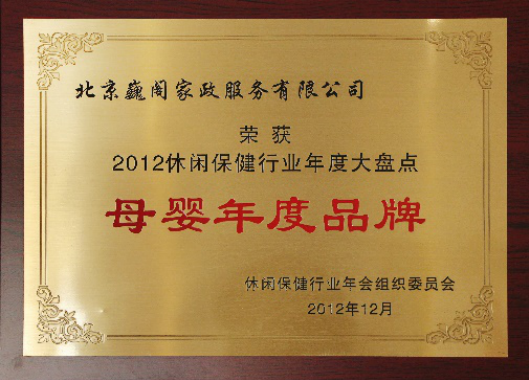 北京巍阁家政服务有限公司
荣获
2012休闲保健行业年度大盘点
母婴年度品牌
休闲保健行业年会组织委员会
2012年12月